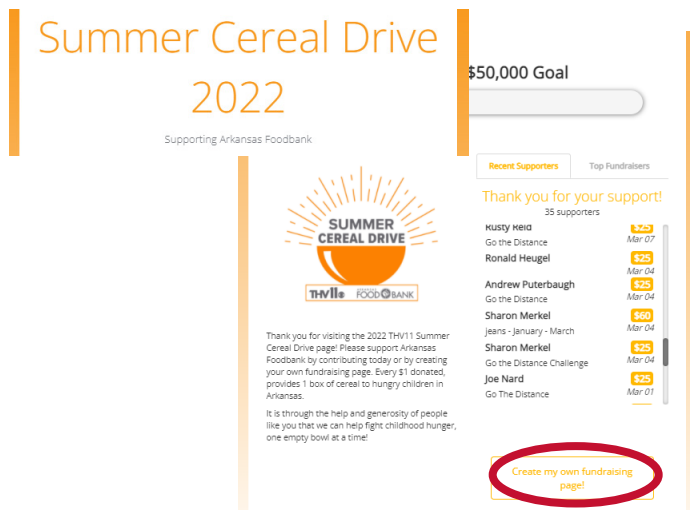 Summer Cereal Drive
2022
Supporting Arkansas Foodbank
$50,000 Goal
Recent Supporters
Top Fundraisers
Thank you for your support!
35 supporters
Rusty Reid $25
Go the Distance Mar 07
Ronald Heugel $25
Mar 04
Andrew Puterbaugh $25
Go the Distance Mar 04
Sharon Merkel $60
jeans - January - March Mar 04
Sharon Merkel $25
Go the Distance Challenge Mar 04
Joe Nard $25
Go The Distance Mar 01
SUMMER
CEREAL DRIVE
THV11 FOODBANK
Thank you for visiting the 2022 THV11 Summer
Cereal Drive page! Please support Arkansas
Foodbank by contributing today or by creating
your own fundraising page. Every $1 donated,
provides 1 box of cereal to hungry children in
Arkansas.
It is through the help and generosity of people
like you that we can help fight childhood hunger,
one empty bowl at a time!
Create my own fundraising
page!